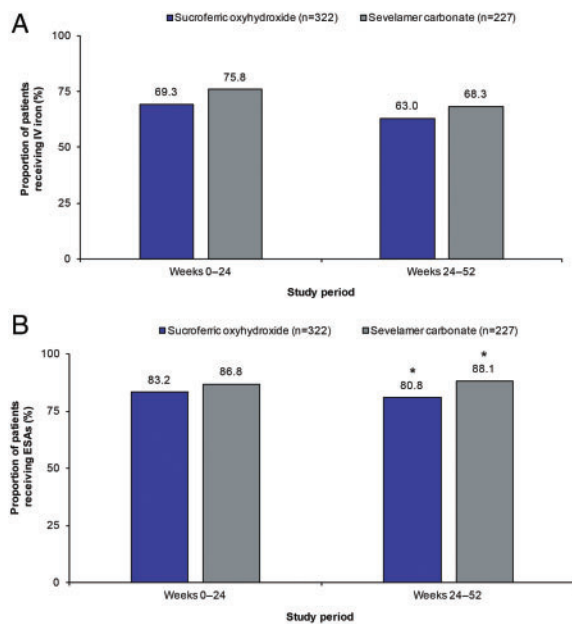 A
Sucroferric oxyhydroxide (n=322) Sevelamer carbonate (n=227)
Proportion of patients
receiving IV iron (%)
100
75
50
25
0
69.3
75.8
63.0
68.3
Weeks 0–24
Weeks 24–52
Study period
B
Sucroferric oxyhydroxide (n=322) Sevelamer carbonate (n=227)
Proportion of patients
receiving ESAs (%)
100
75
50
25
0
83.2
86.8
*
80.8
*
88.1
Weeks 0–24
Weeks 24–52
Study period